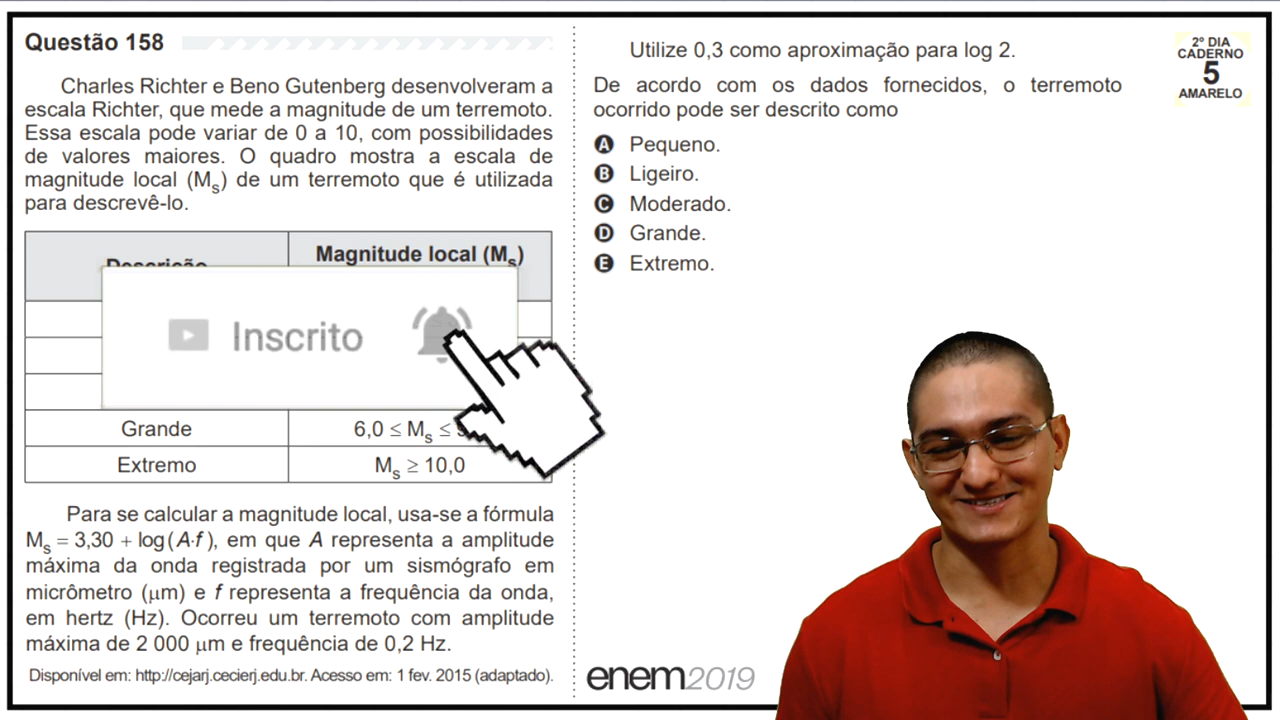 Questão 158
Charles Richter e Beno Gutenberg desenvolveram a
escala Richter, que mede a magnitude de um terremoto.
Essa escala pode variar de 0 a 10, com possibilidades
de valores maiores. O quadro mostra a escala de
magnitude local (Ms) de um terremoto que é utilizada
para descrevê-lo.
Descrição
Magnitude local (Ms)
Inscrito
Grande
6,0 ≤ Ms ≤
Extremo
Ms ≥ 10,0
Para se calcular a magnitude local, usa-se a fórmula
Ms = 3,30 + log(A·f), em que A representa a amplitude
máxima da onda registrada por um sismógrafo em
micrômetro (μm) e f representa a frequência da onda,
em hertz (Hz). Ocorreu um terremoto com amplitude
máxima de 2 000 μm e frequência de 0,2 Hz.
Disponível em: http://cejarj.cecierj.edu.br. Acesso em: 1 fev. 2015 (adaptado).
Utilize 0,3 como aproximação para log 2.
De acordo com os dados fornecidos, o terremoto
ocorrido pode ser descrito como
A Pequeno.
B Ligeiro.
C Moderado.
D Grande.
E Extremo.
2º DIA
CADERNO
5
AMARELO
enem2019